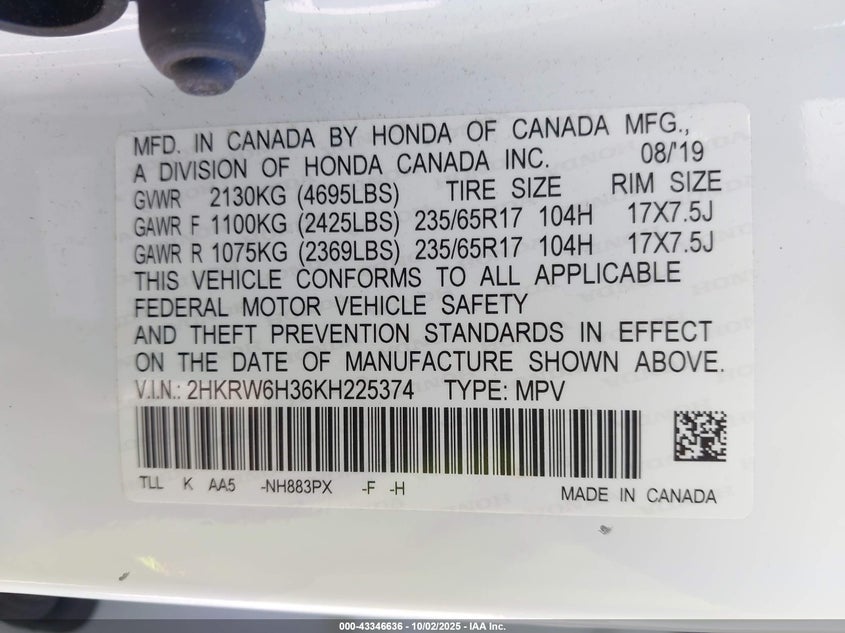 MFD. IN CANADA BY HONDA OF CANADA MFG.,
A DIVISION OF HONDA CANADA INC. 08/'19
GVWR 2130KG (4695LBS) TIRE SIZE RIM SIZE
GAWR F 1100KG (2425LBS) 235/65R17 104H 17X7.5J
GAWR R 1075KG (2369LBS) 235/65R17 104H 17X7.5J
THIS VEHICLE CONFORMS TO ALL APPLICABLE
FEDERAL MOTOR VEHICLE SAFETY
AND THEFT PREVENTION STANDARDS IN EFFECT
ON THE DATE OF MANUFACTURE SHOWN ABOVE.
V.I.N.: 2HKRW6H36KH225374 TYPE: MPV
TLL K AA5 -NH883PX -F -H
MADE IN CANADA
000-43346636 - 10/02/2025 - IAA Inc.